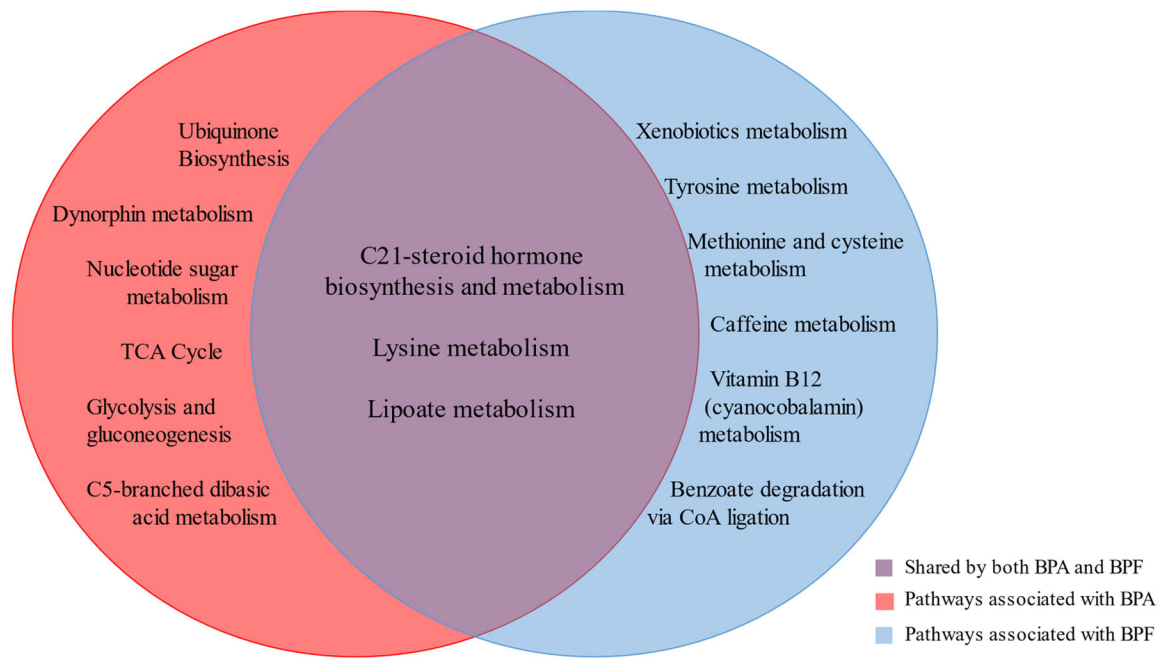 Ubiquinone
Biosynthesis
Dynorphin metabolism
Nucleotide sugar
metabolism
TCA Cycle
Glycolysis and
gluconeogenesis
C5-branched dibasic
acid metabolism
C21-steroid hormone
biosynthesis and metabolism
Lysine metabolism
Lipoate metabolism
Xenobiotics metabolism
Tyrosine metabolism
Methionine and cysteine
metabolism
Caffeine metabolism
Vitamin B12
(cyanocobalamin)
metabolism
Benzoate degradation
via CoA ligation
Shared by both BPA and BPF
Pathways associated with BPA
Pathways associated with BPF